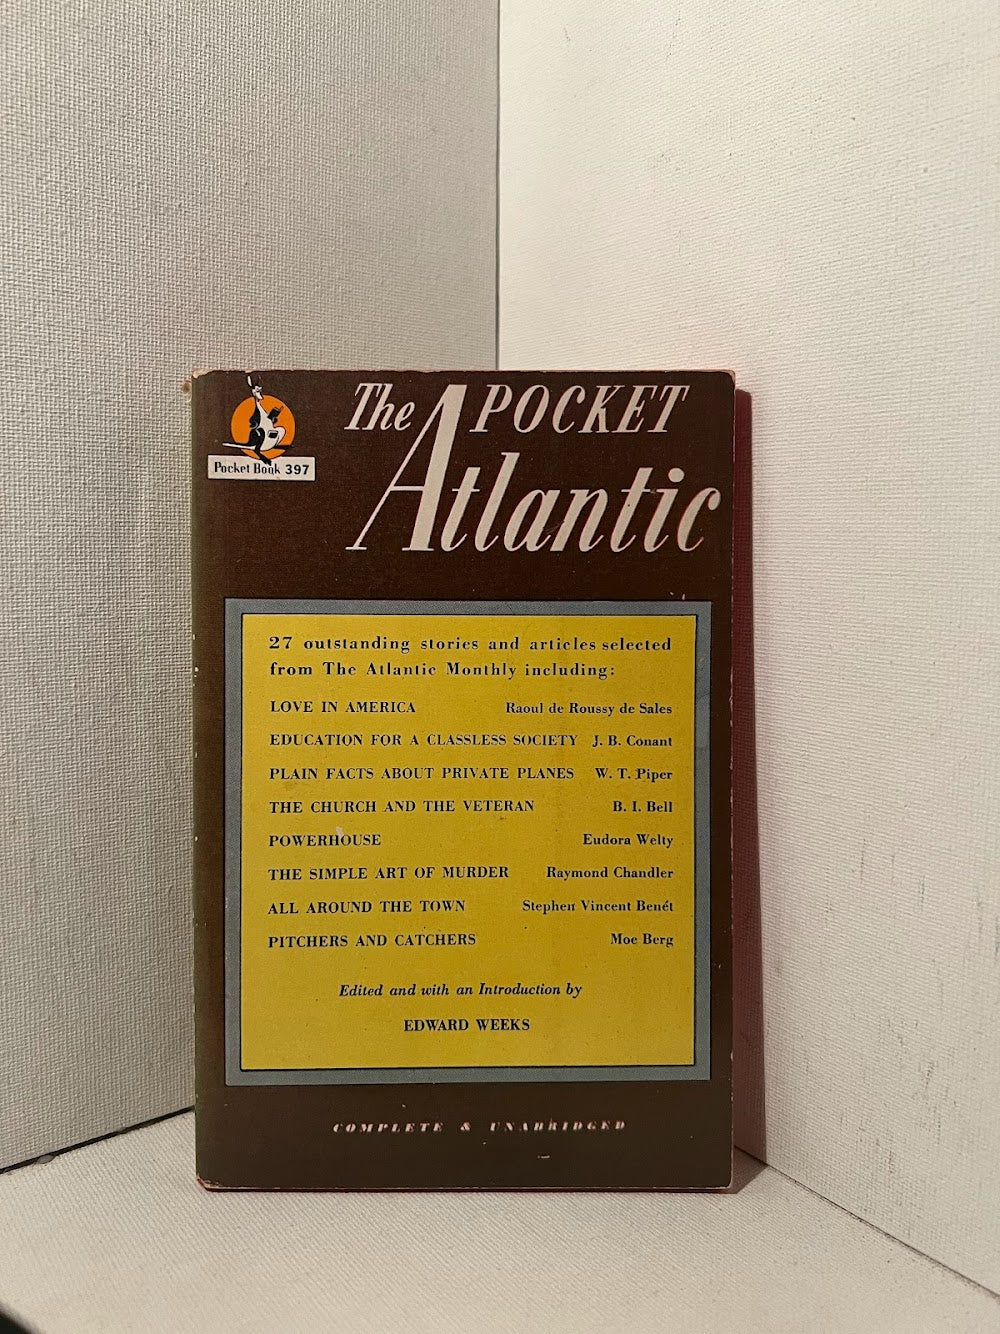 The POCKET
Atlantic
Pocket Book 397
27 outstanding stories and articles selected
from The Atlantic Monthly including:
LOVE IN AMERICA Raoul de Roussy de Sales
EDUCATION FOR A CLASSLESS SOCIETY J. B. Conant
PLAIN FACTS ABOUT PRIVATE PLANES W. T. Piper
THE CHURCH AND THE VETERAN B. I. Bell
POWERHOUSE Eudora Welty
THE SIMPLE ART OF MURDER Raymond Chandler
ALL AROUND THE TOWN Stephen Vincent Benét
PITCHERS AND CATCHERS Moe Berg
Edited and with an Introduction by
EDWARD WEEKS
COMPLETE & UNABRIDGED